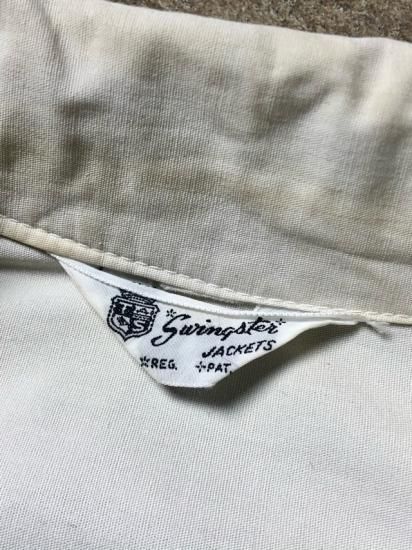 "Swingster"
JACKETS
*REG. +PAT.